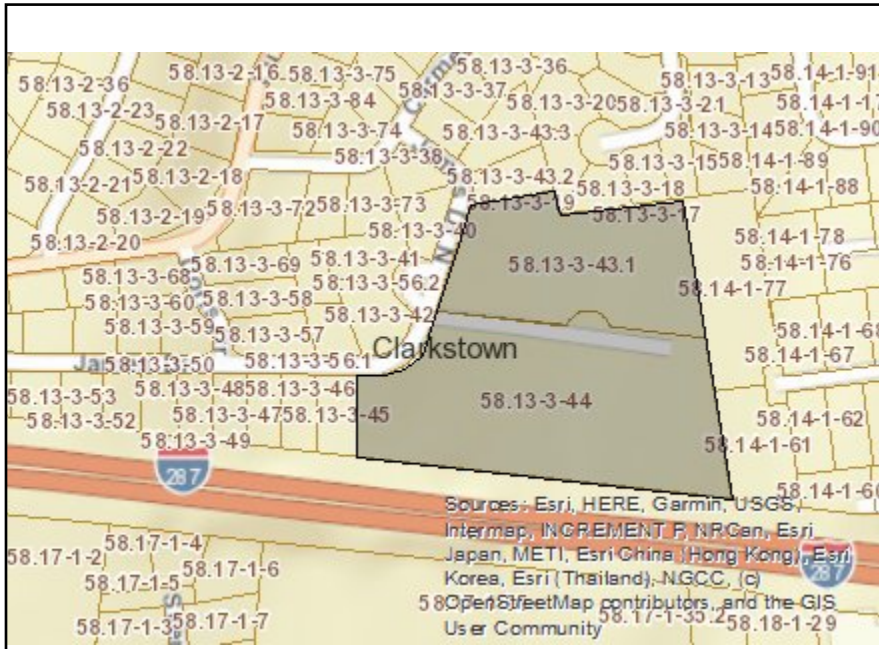 58.13-2-16 58.13-3-75 58.13-3-36
58.13-2-36 58.13-3-37 58.13-3-13 58.14-1-91
58.13-2-23 58.13-3-84 58.13-3-20 58.13-3-21
58.13-2-17 58.13-3-74 58.13-3-43.3 58.13-3-14 58.14-1-90
58.13-2-22 58.13-3-38 58.13-3-15 58.14-1-89
58.13-2-21 58.13-2-18 58.13-3-43.2 58.13-3-18 58.14-1-88
58.13-2-19 58.13-3-72 58.13-3-73 58.13-3-17
58.13-2-20 58.13-3-40 58.14-1-78
58.13-3-68 58.13-3-69 58.13-3-41 58.13-3-43.1 58.14-1-76
58.13-3-60 58.13-3-58 58.13-3-56.2 58.14-1-77
58.13-3-59 58.13-3-57 58.13-3-42 58.14-1-68
Clarkstown
58.13-3-50 58.13-3-56.1 58.14-1-67
58.13-3-53 58.13-3-48 58.13-3-46 58.13-3-44
58.13-3-52 58.13-3-47 58.13-3-45 58.14-1-62
58.13-3-49 58.14-1-61
287
58.14-1-60
Sources: Esri, HERE, Garmin, USGS,
Intermap, INCREMENT P, NRCan, Esri
Japan, METI, Esri China (Hong Kong), Esri
Korea, Esri (Thailand), NGCC, (c)
OpenStreetMap contributors, and the GIS
User Community
287
58.17-1-2 58.17-1-4
58.17-1-5 58.17-1-6
58.17-1-3 58.17-1-7 58.17-1-35.2 58.18-1-29